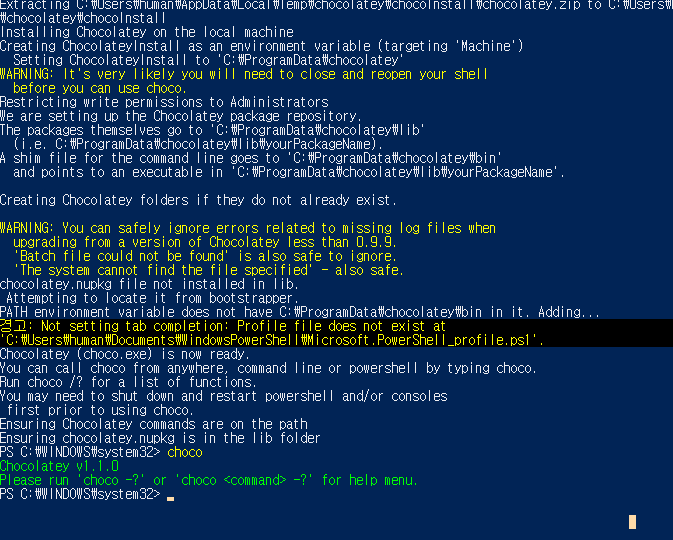 Extracting C:₩Users₩human₩AppData₩Local₩Temp₩chocolatey₩chocoInstall₩chocolatey.zip to C:₩Users₩
₩chocolatey₩chocoInstall
Installing Chocolatey on the local machine
Creating ChocolateyInstall as an environment variable (targeting 'Machine')
  Setting ChocolateyInstall to 'C:₩ProgramData₩chocolatey'
WARNING: It's very likely you will need to close and reopen your shell
  before you can use choco.
Restricting write permissions to Administrators
We are setting up the Chocolatey package repository.
The packages themselves go to 'C:₩ProgramData₩chocolatey₩lib'
  (i.e. C:₩ProgramData₩chocolatey₩lib₩yourPackageName).
A shim file for the command line goes to 'C:₩ProgramData₩chocolatey₩bin'
  and points to an executable in 'C:₩ProgramData₩chocolatey₩lib₩yourPackageName'.

Creating Chocolatey folders if they do not already exist.

WARNING: You can safely ignore errors related to missing log files when
  upgrading from a version of Chocolatey less than 0.9.9.
  'Batch file could not be found' is also safe to ignore.
  'The system cannot find the file specified' - also safe.
chocolatey.nupkg file not installed in lib.
 Attempting to locate it from bootstrapper.
PATH environment variable does not have C:₩ProgramData₩chocolatey₩bin in it. Adding...
경고: Not setting tab completion: Profile file does not exist at
'C:₩Users₩human₩Documents₩WindowsPowerShell₩Microsoft.PowerShell_profile.ps1'.
Chocolatey (choco.exe) is now ready.
You can call choco from anywhere, command line or powershell by typing choco.
Run choco /? for a list of functions.
You may need to shut down and restart powershell and/or consoles
 first prior to using choco.
Ensuring Chocolatey commands are on the path
Ensuring chocolatey.nupkg is in the lib folder
PS C:₩WINDOWS₩system32> choco
Chocolatey v1.1.0
Please run 'choco -?' or 'choco <command> -?' for help menu.
PS C:₩WINDOWS₩system32>